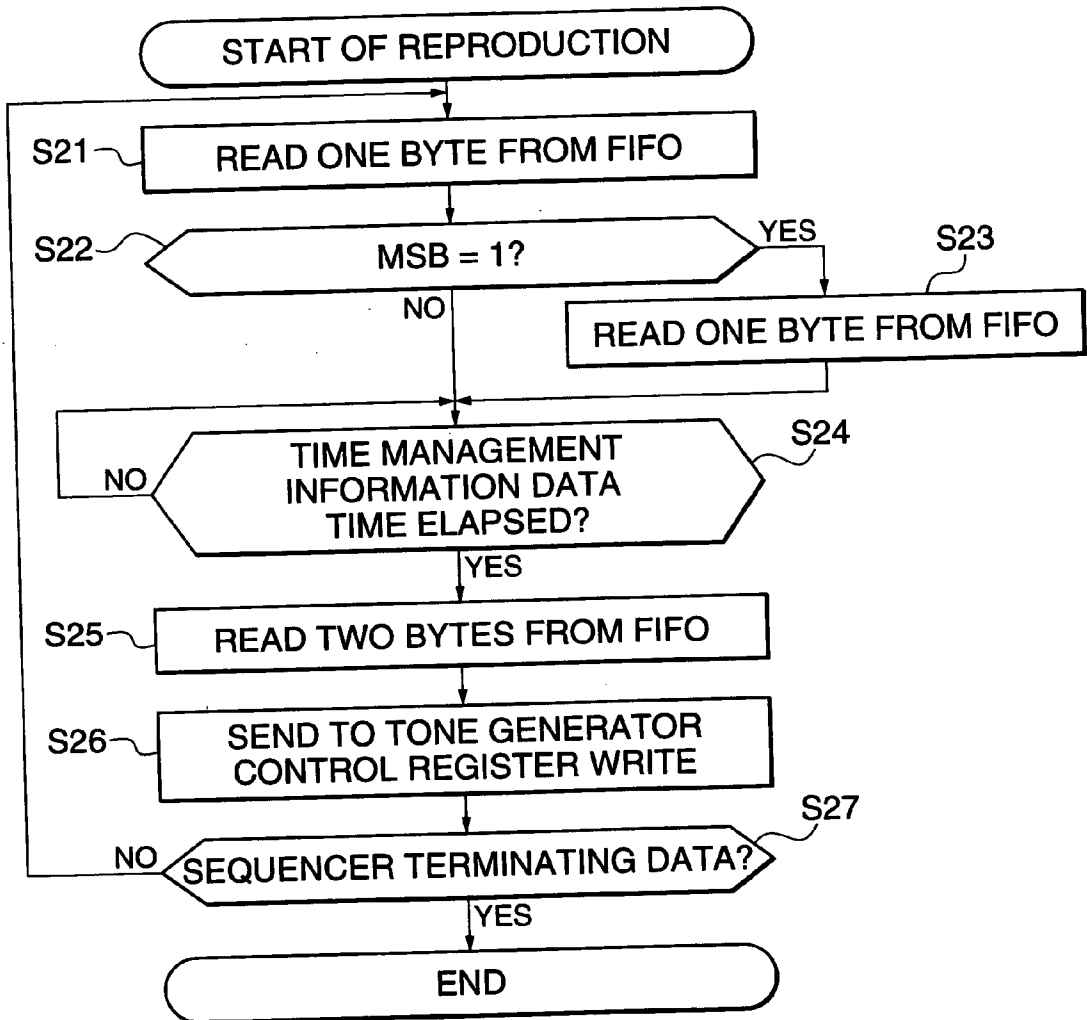 START OF REPRODUCTION
S21
READ ONE BYTE FROM FIFO
S22
MSB = 1?
YES
S23
NO
READ ONE BYTE FROM FIFO
S24
TIME MANAGEMENT
INFORMATION DATA
TIME ELAPSED?
NO
YES
S25
READ TWO BYTES FROM FIFO
S26
SEND TO TONE GENERATOR
CONTROL REGISTER WRITE
S27
NO
SEQUENCER TERMINATING DATA?
YES
END